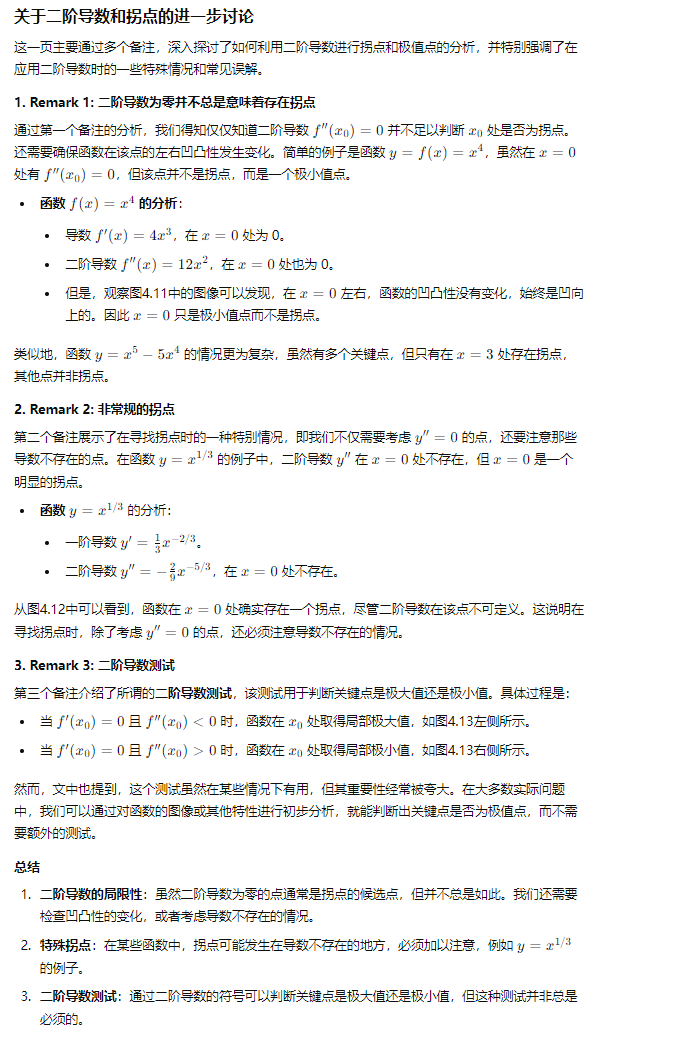 关于二阶导数和拐点的进一步讨论
这一页主要通过多个备注，深入探讨了如何利用二阶导数进行拐点和极值点的分析，并特别强调了在
应用二阶导数时的一些特殊情况和常见误解。
1. Remark 1: 二阶导数为零并不总是意味着存在拐点
通过第一个备注的分析，我们得知仅仅知道二阶导数 f''(x₀) = 0 并不足以判断 x₀ 处是否为拐点。
还需要确保函数在该点的左右凹凸性发生变化。简单的例子是函数 y = f(x) = x⁴，虽然在 x = 0
处有 f''(x₀) = 0，但该点并不是拐点，而是一个极小值点。
• 函数 f(x) = x⁴ 的分析：
• 导数 f'(x) = 4x³，在 x = 0 处为 0。
• 二阶导数 f''(x) = 12x²，在 x = 0 处也为 0。
• 但是，观察图4.11中的图像可以发现，在 x = 0 左右，函数的凹凸性没有变化，始终是凹向
上的。因此 x = 0 只是极小值点而不是拐点。
类似地，函数 y = x⁵ − 5x⁴ 的情况更为复杂，虽然有多个关键点，但只有在 x = 3 处存在拐点，
其他点并非拐点。
2. Remark 2: 非常规的拐点
第二个备注展示了在寻找拐点时的一种特别情况，即我们不仅需要考虑 y'' = 0 的点，还要注意那些
导数不存在的点。在函数 y = x^{1/3} 的例子中，二阶导数 y'' 在 x = 0 处不存在，但 x = 0 是一个
明显的拐点。
• 函数 y = x^{1/3} 的分析：
• 一阶导数 y' = \frac{1}{3}x^{-2/3}。
• 二阶导数 y'' = -\frac{2}{9}x^{-5/3}，在 x = 0 处不存在。
从图4.12中可以看到，函数在 x = 0 处确实存在一个拐点，尽管二阶导数在该点不可定义。这说明在
寻找拐点时，除了考虑 y'' = 0 的点，还必须注意导数不存在的情况。
3. Remark 3: 二阶导数测试
第三个备注介绍了所谓的二阶导数测试，该测试用于判断关键点是极大值还是极小值。具体过程是：
• 当 f'(x₀) = 0 且 f''(x₀) < 0 时，函数在 x₀ 处取得局部极大值，如图4.13左侧所示。
• 当 f'(x₀) = 0 且 f''(x₀) > 0 时，函数在 x₀ 处取得局部极小值，如图4.13右侧所示。
然而，文中也提到，这个测试虽然在某些情况下有用，但其重要性经常被夸大。在大多数实际问题
中，我们可以通过对函数的图像或其他特性进行初步分析，就能判断出关键点是否为极值点，而不需
要额外的测试。
总结
1. 二阶导数的局限性：虽然二阶导数为零的点通常是拐点的候选点，但并不总是如此。我们还需要
检查凹凸性的变化，或者考虑导数不存在的情况。
2. 特殊拐点：在某些函数中，拐点可能发生在导数不存在的地方，必须加以注意，例如 y = x^{1/3}
的例子。
3. 二阶导数测试：通过二阶导数的符号可以判断关键点是极大值还是极小值，但这种测试并非总是
必须的。